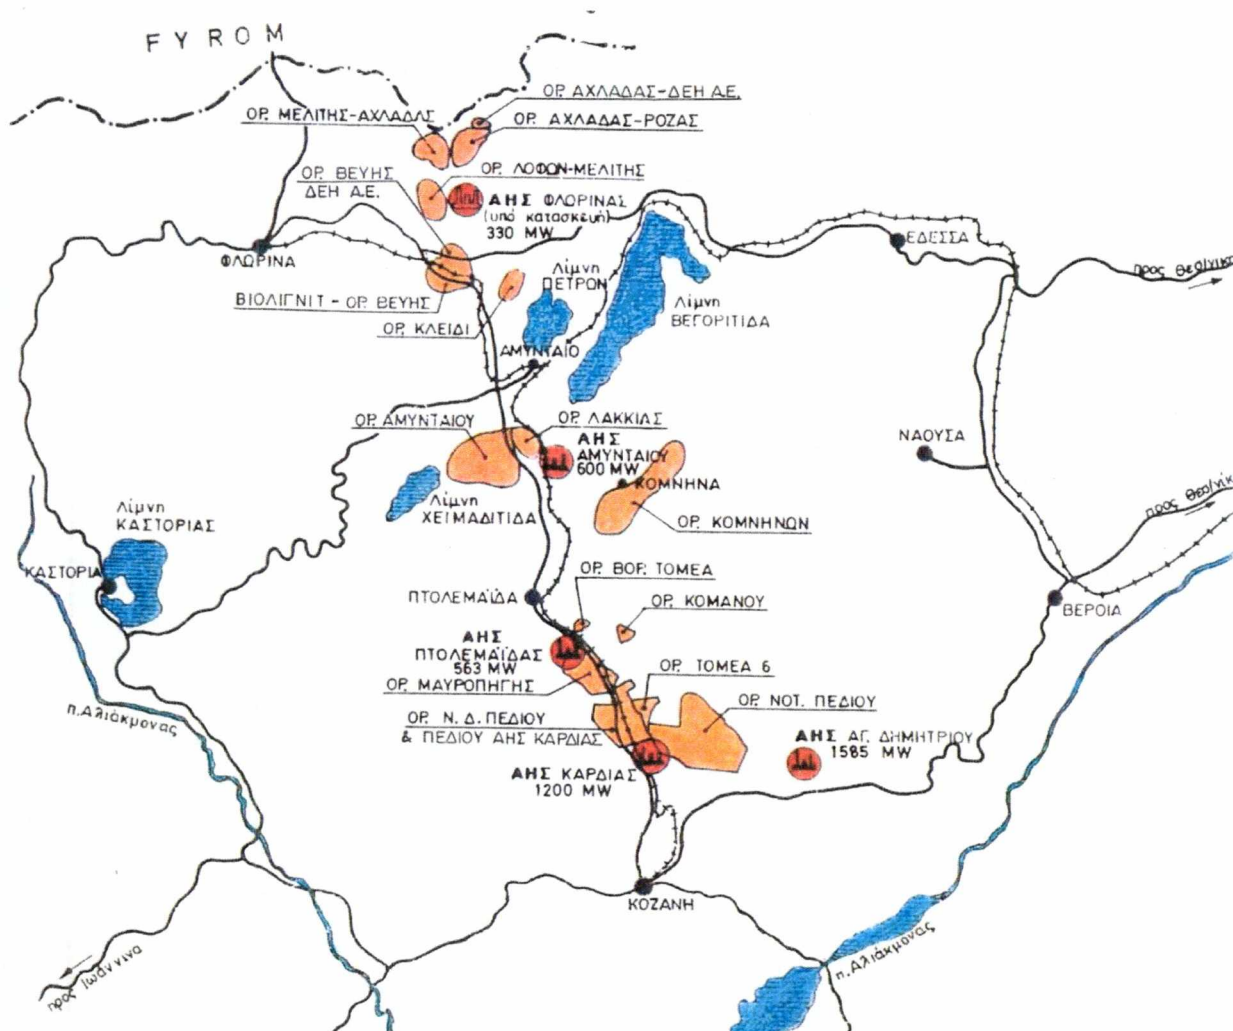 FYROM
ΟΡ. ΑΧΛΑΔΑΣ-ΔΕΗ Α.Ε.
ΟΡ. ΜΕΛΙΤΗΣ-ΑΧΛΑΔΑΣ
ΟΡ. ΑΧΛΑΔΑΣ-ΡΟΖΑΣ
ΟΡ. ΒΕΥΗΣ
ΔΕΗ Α.Ε.
ΟΡ. ΛΟΦΩΝ-ΜΕΛΙΤΗΣ
ΑΗΣ ΦΛΩΡΙΝΑΣ
(υπό κατασκευή)
330 MW
ΦΛΩΡΙΝΑ
ΕΔΕΣΣΑ
προς Θεσ/νίκη
ΒΙΟΛΙΓΝΙΤ - ΟΡ. ΒΕΥΗΣ
Λίμνη
ΠΕΤΡΩΝ
Λίμνη
ΒΕΓΟΡΙΤΙΔΑ
ΟΡ. ΚΛΕΙΔΙ
ΑΜΥΝΤΑΙΟ
ΟΡ. ΑΜΥΝΤΑΙΟΥ
ΟΡ. ΛΑΚΚΙΑΣ
ΑΗΣ
ΑΜΥΝΤΑΙΟΥ
600 MW
ΝΑΟΥΣΑ
ΚΟΜΝΗΝΑ
Λίμνη
ΧΕΙΜΑΔΙΤΙΔΑ
ΟΡ. ΚΟΜΝΗΝΩΝ
προς Θεσ/νίκη
Λίμνη
ΚΑΣΤΟΡΙΑΣ
ΚΑΣΤΟΡΙΑ
ΟΡ. ΒΟΡ. ΤΟΜΕΑ
ΠΤΟΛΕΜΑΪΔΑ
ΟΡ. ΚΟΜΑΝΟΥ
ΒΕΡΟΙΑ
ΑΗΣ
ΠΤΟΛΕΜΑΪΔΑΣ
563 MW
ΟΡ. ΜΑΥΡΟΠΗΓΗΣ
ΟΡ. ΤΟΜΕΑ 6
ΟΡ. ΝΟΤ. ΠΕΔΙΟΥ
ΟΡ. Ν.Δ. ΠΕΔΙΟΥ
& ΠΕΔΙΟΥ ΑΗΣ ΚΑΡΔΙΑΣ
π.Αλιάκμονας
ΑΗΣ ΑΓ. ΔΗΜΗΤΡΙΟΥ
1585 MW
ΑΗΣ ΚΑΡΔΙΑΣ
1200 MW
ΚΟΖΑΝΗ
π.Αλιάκμονας
προς Ιωάννινα